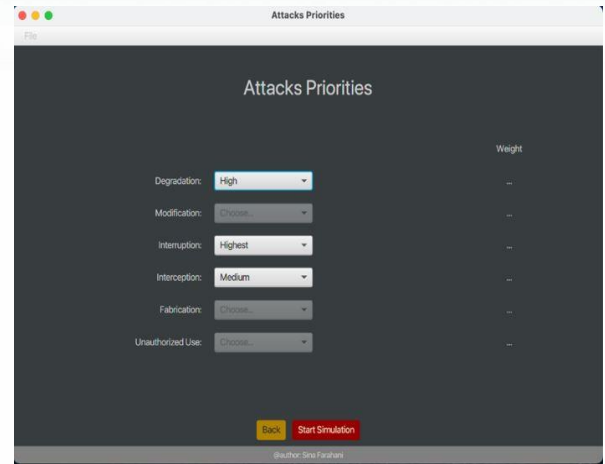 Attacks Priorities
File
Attacks Priorities
Weight
Degradation: High ...
Modification: Choose... ...
Interruption: Highest ...
Interception: Medium ...
Fabrication: Choose... ...
Unauthorized Use: Choose... ...
Back Start Simulation
@author: Sina Farahani